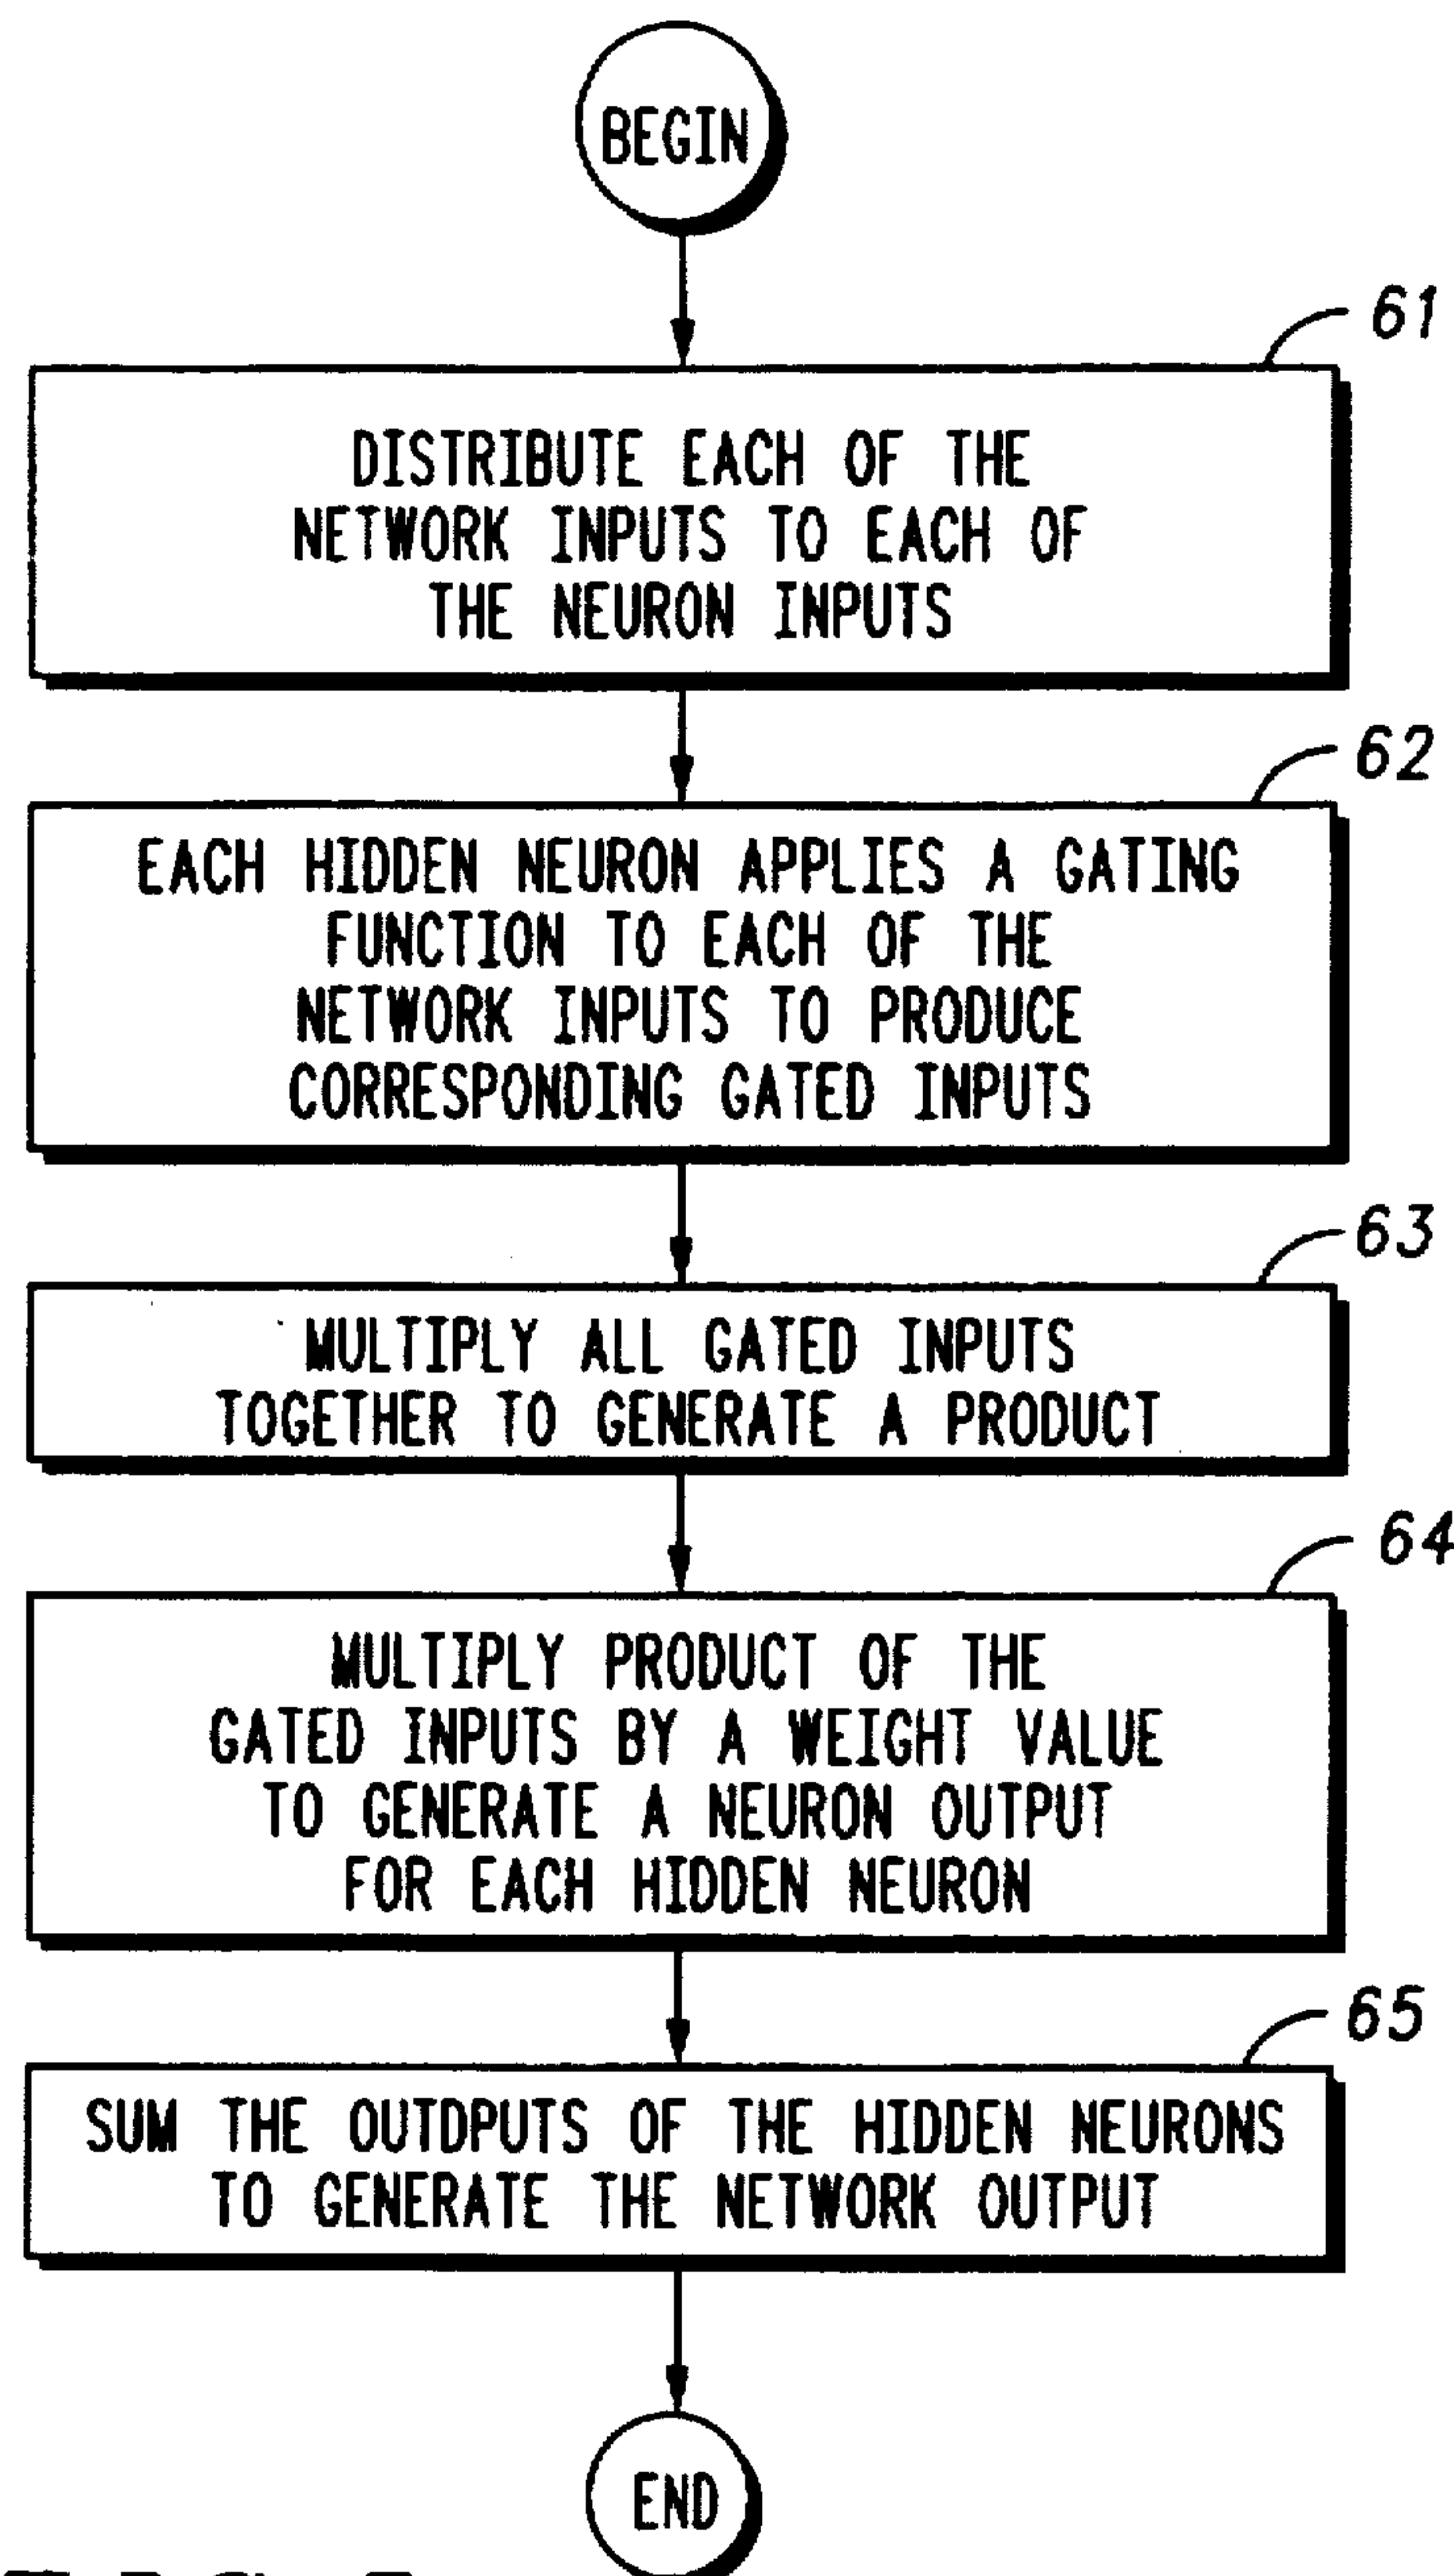 BEGIN
61
DISTRIBUTE EACH OF THE
NETWORK INPUTS TO EACH OF
THE NEURON INPUTS
62
EACH HIDDEN NEURON APPLIES A GATING
FUNCTION TO EACH OF THE
NETWORK INPUTS TO PRODUCE
CORRESPONDING GATED INPUTS
63
MULTIPLY ALL GATED INPUTS
TOGETHER TO GENERATE A PRODUCT
64
MULTIPLY PRODUCT OF THE
GATED INPUTS BY A WEIGHT VALUE
TO GENERATE A NEURON OUTPUT
FOR EACH HIDDEN NEURON
65
SUM THE OUTDPUTS OF THE HIDDEN NEURONS
TO GENERATE THE NETWORK OUTPUT
END